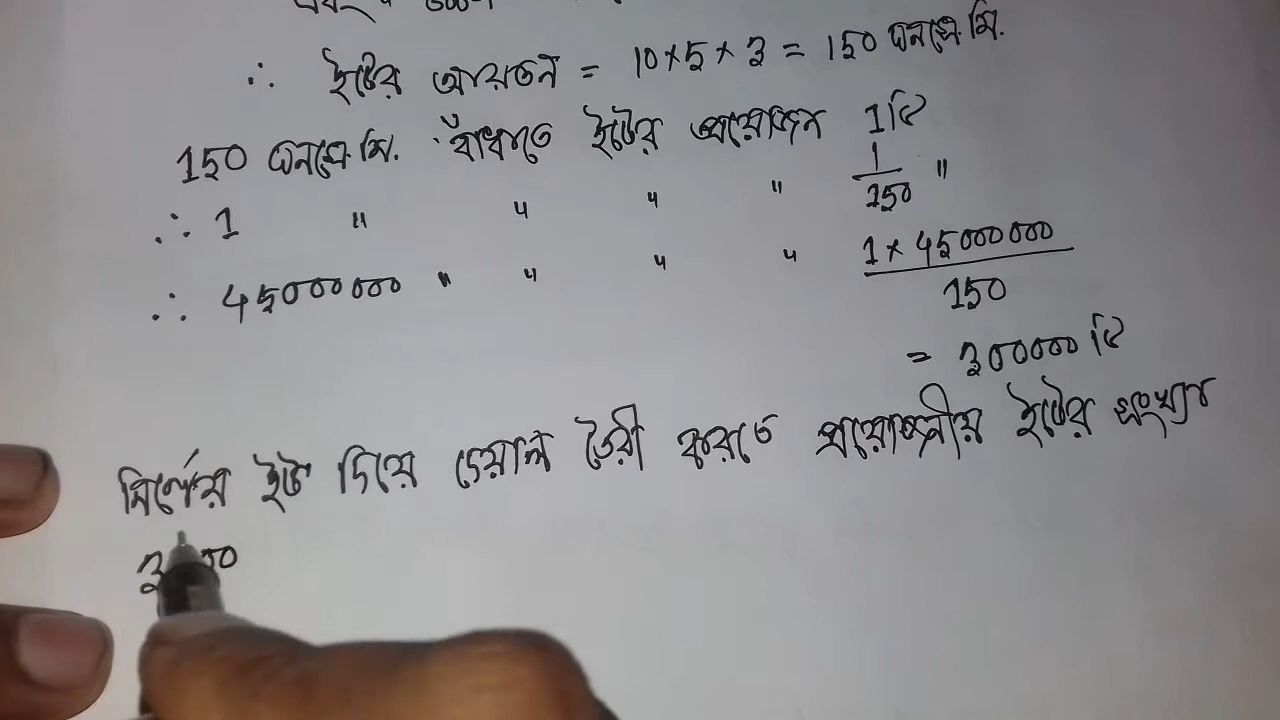 ∴ ইটের আয়তন = 10 × 5 × 3 = 150 ঘনসে.মি.
150 ঘনসে.মি. বাঁধতে ইটের প্রয়োজন 1টি
∴ 1 " " " " 1/150 "
∴ 45000000 " " " " 1 × 45000000/150
= 300000 টি
নির্ণেয় ইট দিয়ে দেয়াল তৈরী করতে প্রয়োজনীয় ইটের সংখ্যা